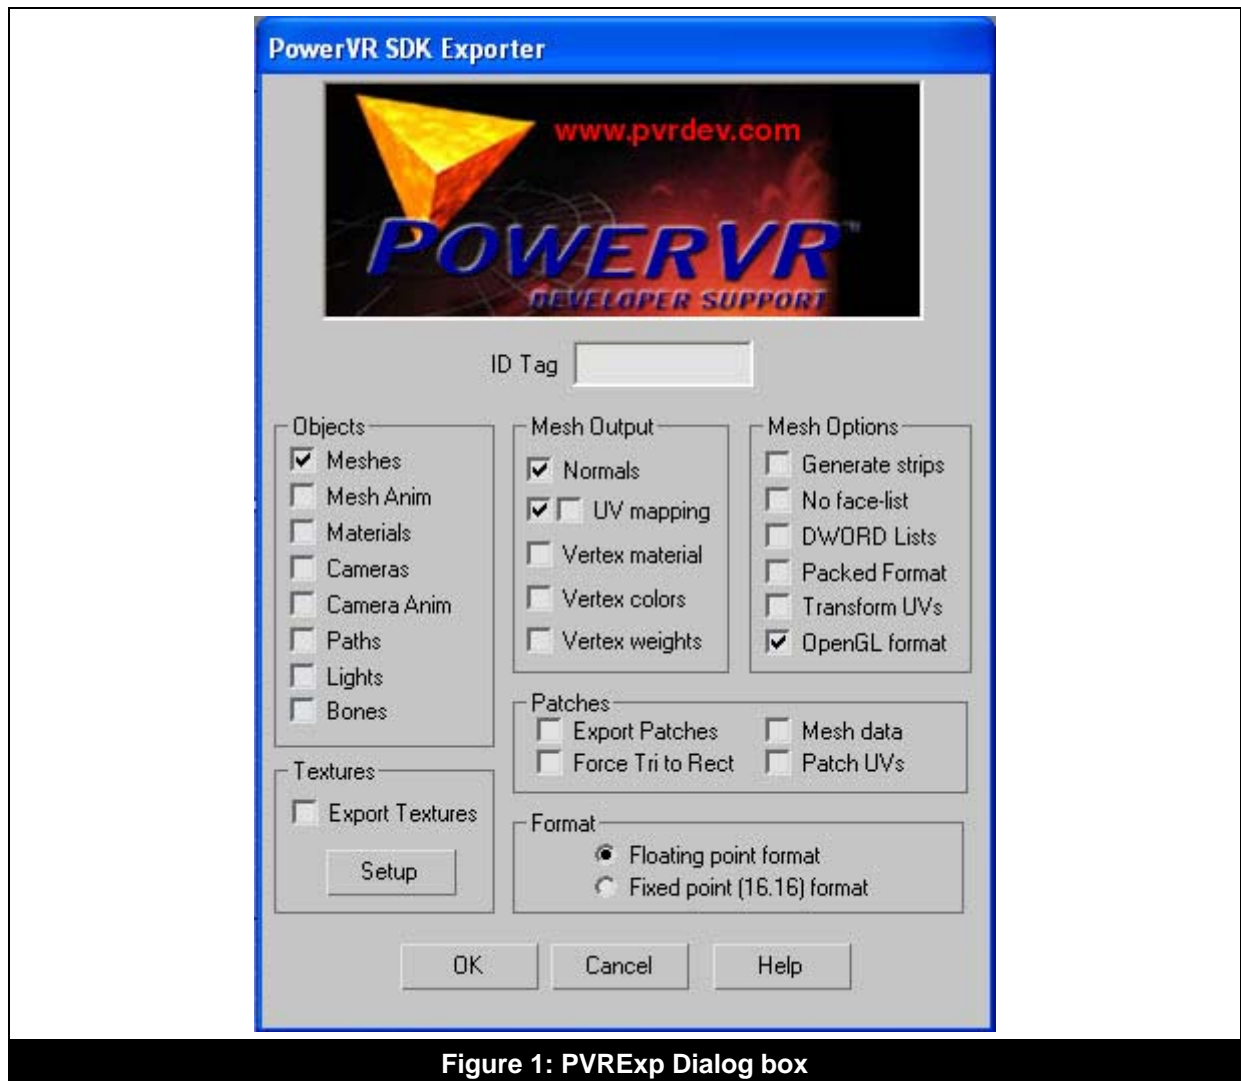 PowerVR SDK Exporter
www.pvrdev.com
POWERVR™
DEVELOPER SUPPORT
ID Tag
Objects
Meshes
Mesh Anim
Materials
Cameras
Camera Anim
Paths
Lights
Bones
Mesh Output
Normals
UV mapping
Vertex material
Vertex colors
Vertex weights
Mesh Options
Generate strips
No face-list
DWORD Lists
Packed Format
Transform UVs
OpenGL format
Patches
Export Patches
Mesh data
Force Tri to Rect
Patch UVs
Textures
Export Textures
Setup
Format
Floating point format
Fixed point (16.16) format
OK
Cancel
Help
Figure 1: PVRExp Dialog box